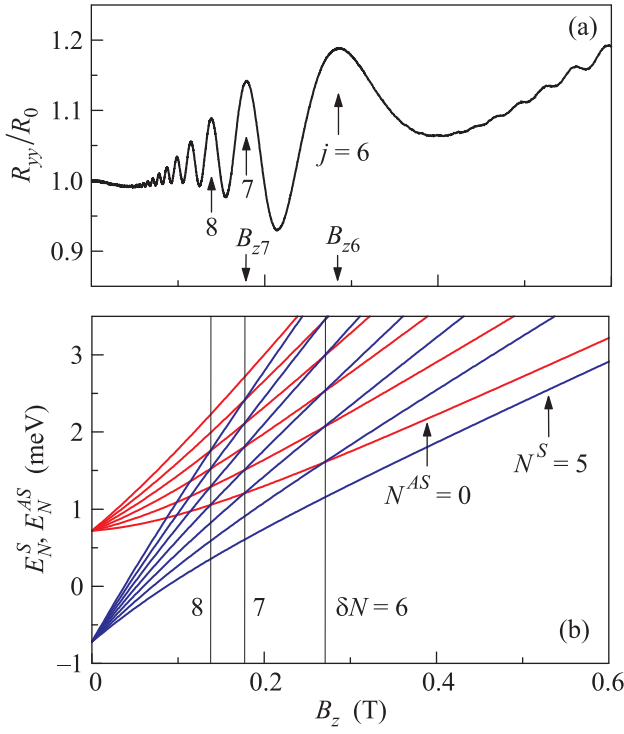 (a)
1.2
1.1
1.0
0.9
R_yy/R_0
8
7
j = 6
B_z7
B_z6
(b)
3
2
1
0
−1
E_N^S, E_N^AS (meV)
N^AS = 0
N^S = 5
8
7
δN = 6
0
0.2
0.4
0.6
B_z (T)